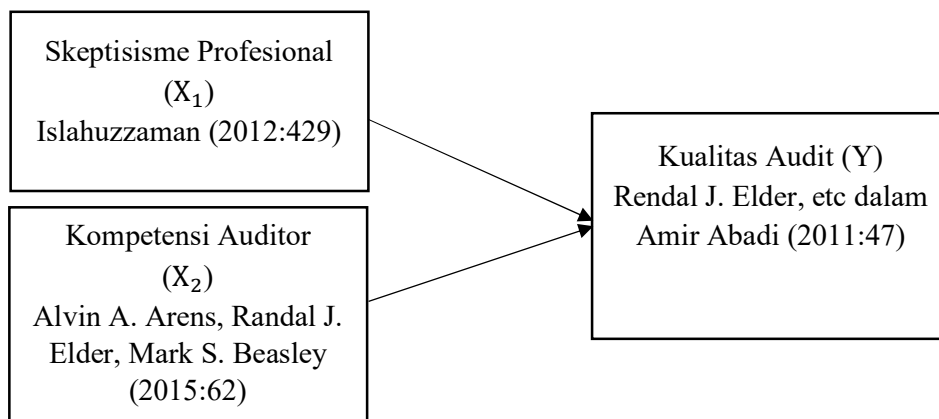 Skeptisisme Profesional
(X₁)
Islahuzzaman (2012:429)
Kompetensi Auditor
(X₂)
Alvin A. Arens, Randal J.
Elder, Mark S. Beasley
(2015:62)
Kualitas Audit (Y)
Rendal J. Elder, etc dalam
Amir Abadi (2011:47)